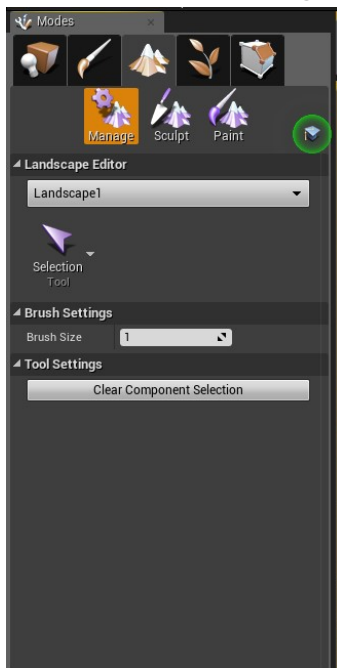 Modes
Manage Sculpt Paint
Landscape Editor
Landscape1
Selection
Tool
Brush Settings
Brush Size 1
Tool Settings
Clear Component Selection